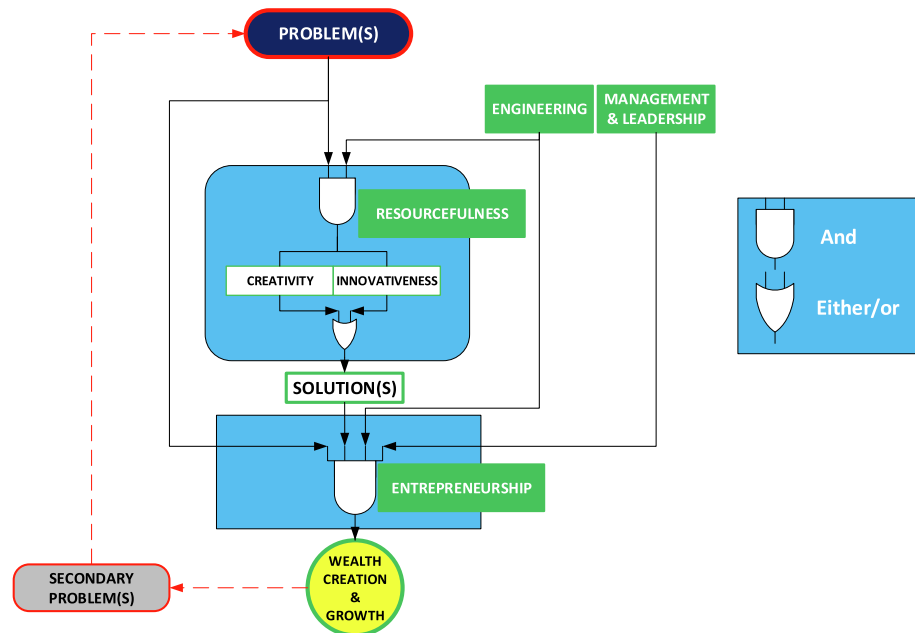 PROBLEM(S)
ENGINEERING
MANAGEMENT
& LEADERSHIP
RESOURCEFULNESS
And
CREATIVITY
INNOVATIVENESS
Either/or
SOLUTION(S)
ENTREPRENEURSHIP
WEALTH
CREATION
&
GROWTH
SECONDARY
PROBLEM(S)